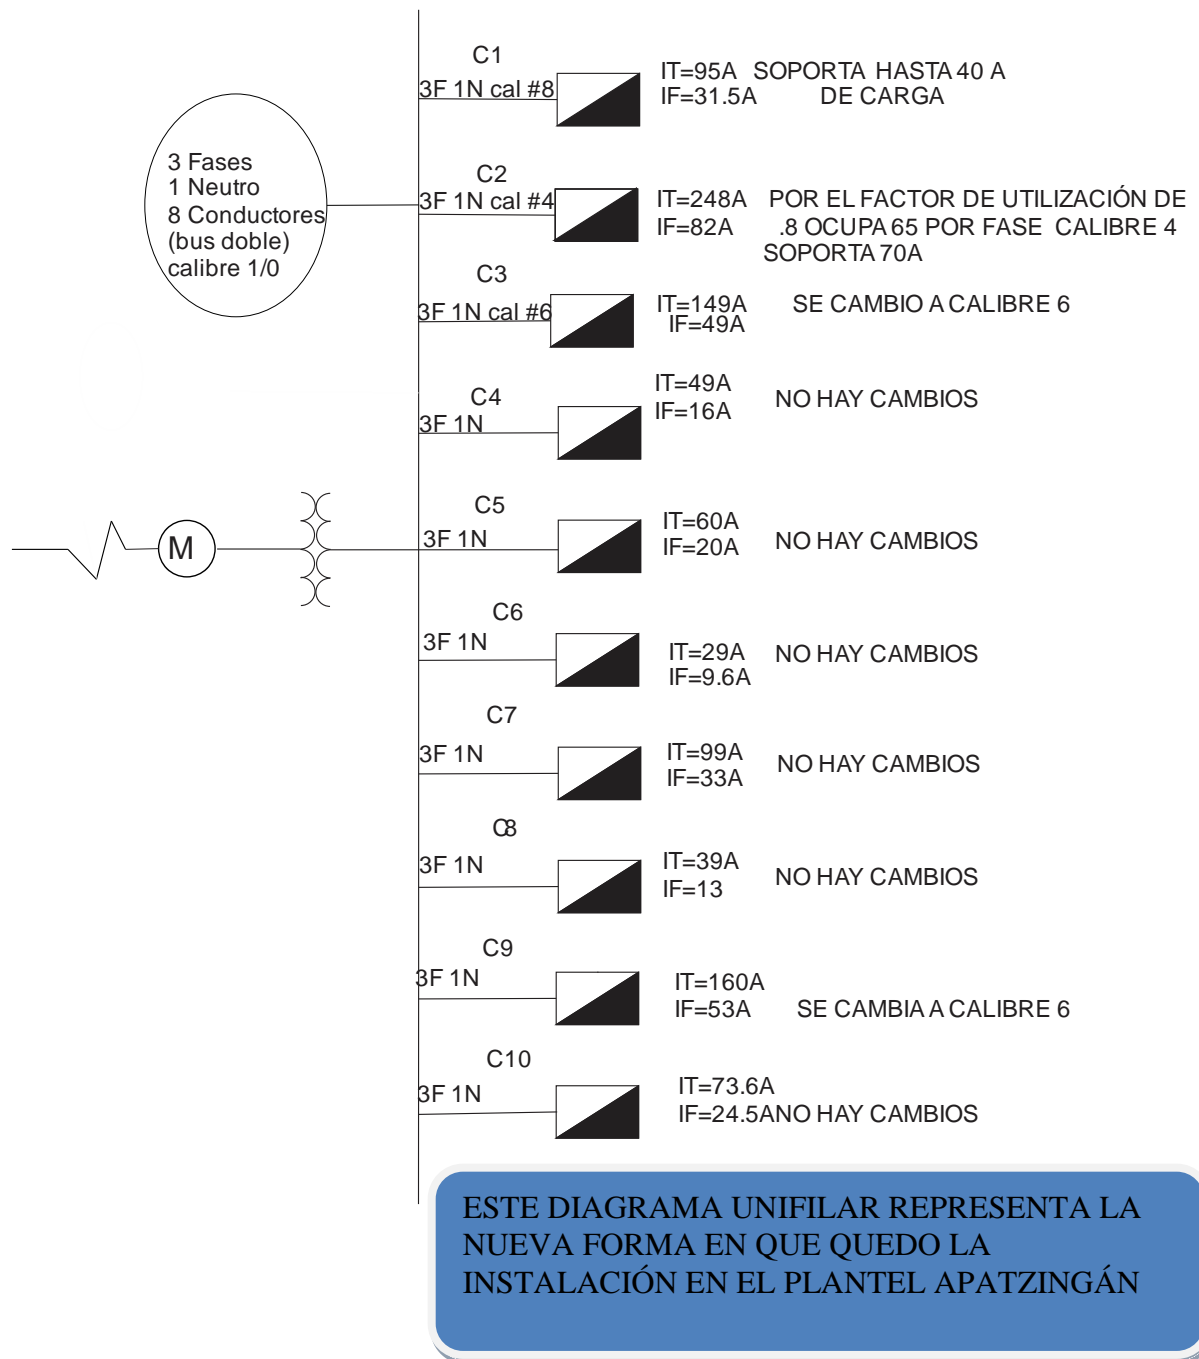 C1
3F 1N cal #8
IT=95A SOPORTA HASTA 40 A
IF=31.5A DE CARGA
3 Fases
1 Neutro
8 Conductores
(bus doble)
calibre 1/0
C2
3F 1N cal #4
IT=248A POR EL FACTOR DE UTILIZACIÓN DE
IF=82A .8 OCUPA 65 POR FASE CALIBRE 4
SOPORTA 70A
C3
3F 1N cal #6
IT=149A SE CAMBIO A CALIBRE 6
IF=49A
C4
3F 1N
IT=49A
IF=16A NO HAY CAMBIOS
M
C5
3F 1N
IT=60A
IF=20A NO HAY CAMBIOS
C6
3F 1N
IT=29A NO HAY CAMBIOS
IF=9.6A
C7
3F 1N
IT=99A
IF=33A NO HAY CAMBIOS
C8
3F 1N
IT=39A
IF=13 NO HAY CAMBIOS
C9
3F 1N
IT=160A
IF=53A SE CAMBIA A CALIBRE 6
C10
3F 1N
IT=73.6A
IF=24.5A NO HAY CAMBIOS
ESTE DIAGRAMA UNIFILAR REPRESENTA LA
NUEVA FORMA EN QUE QUEDO LA
INSTALACIÓN EN EL PLANTEL APATZINGÁN